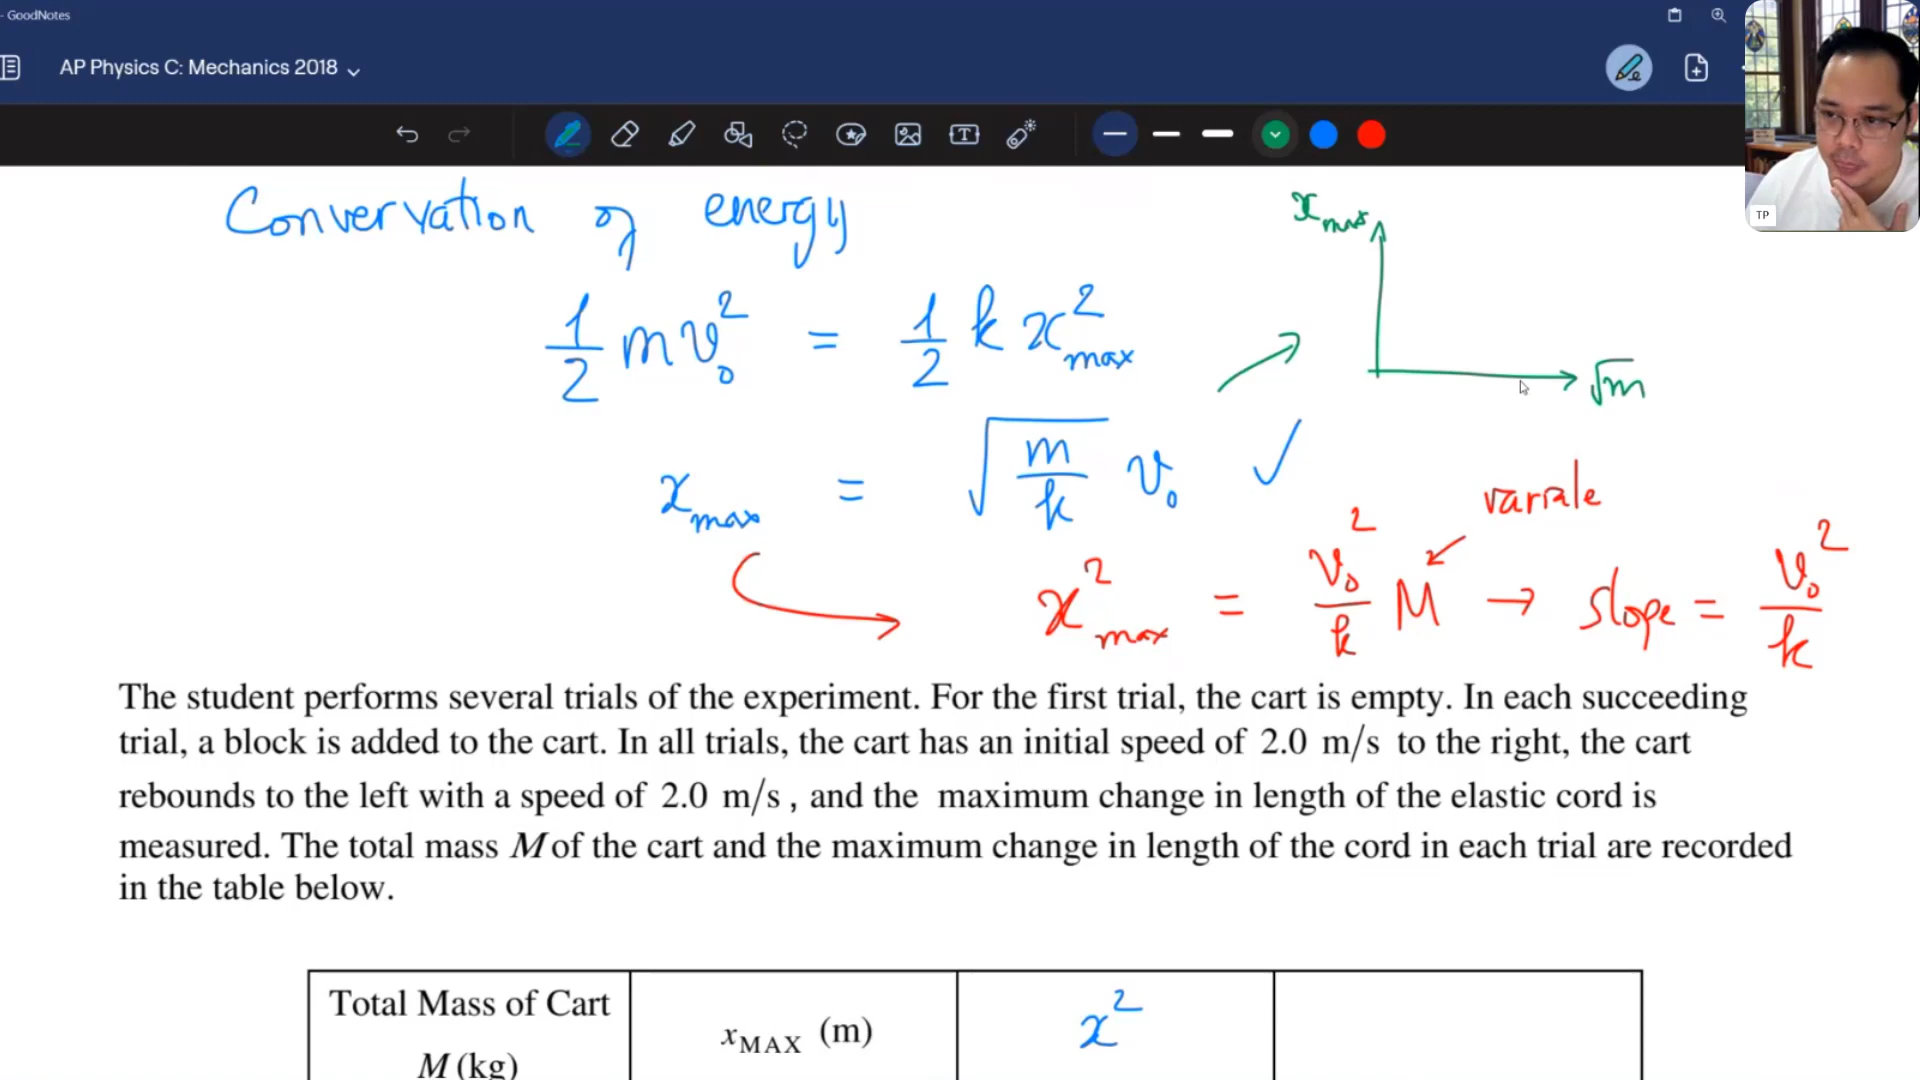 - GoodNotes
AP Physics C: Mechanics 2018
TP
Convervation of energy
1/2 m v₀² = 1/2 k x²max
xmax
√m
xmax = √(m/k) v₀ ✓
variale
x²max = v₀²/k M → slope = v₀²/k
The student performs several trials of the experiment. For the first trial, the cart is empty. In each succeeding
trial, a block is added to the cart. In all trials, the cart has an initial speed of 2.0 m/s to the right, the cart
rebounds to the left with a speed of 2.0 m/s , and the maximum change in length of the elastic cord is
measured. The total mass M of the cart and the maximum change in length of the cord in each trial are recorded
in the table below.
Total Mass of Cart
M (kg)
xMAX (m)
x²